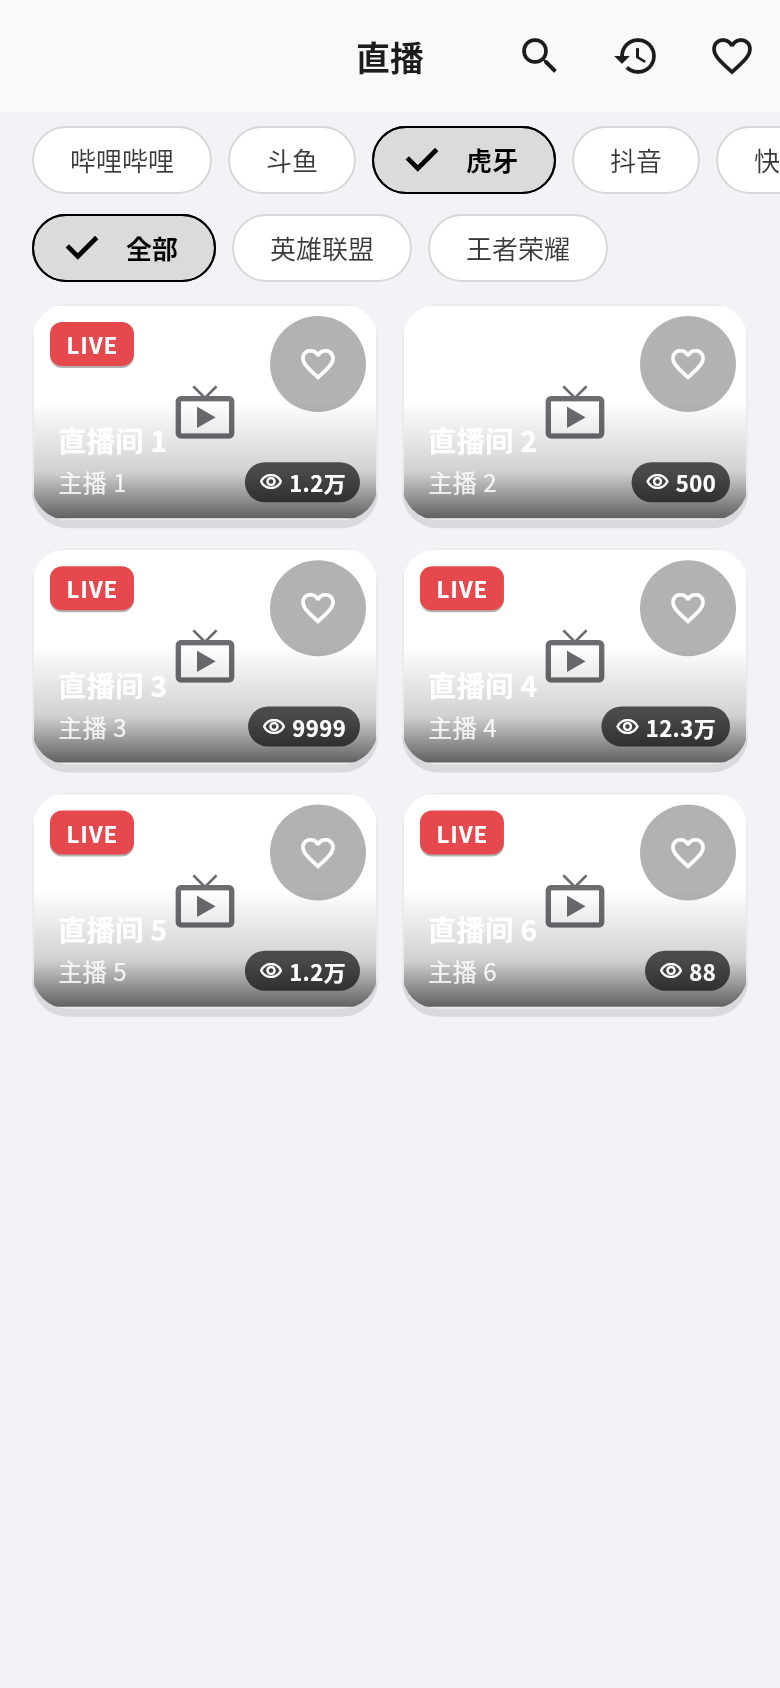 直播
哔哩哔哩 斗鱼 虎牙 抖音 快
全部 英雄联盟 王者荣耀
LIVE
直播间 1
主播 1
1.2万
直播间 2
主播 2
500
LIVE
直播间 3
主播 3
9999
LIVE
直播间 4
主播 4
12.3万
LIVE
直播间 5
主播 5
1.2万
LIVE
直播间 6
主播 6
88